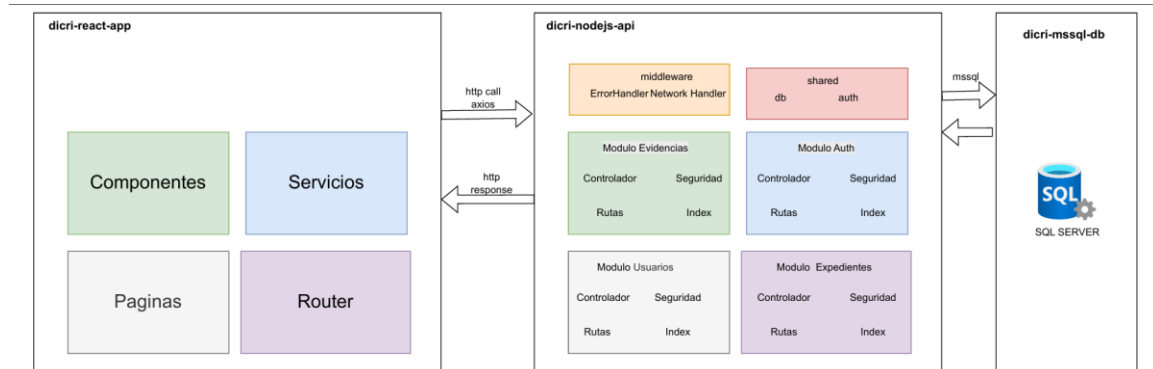 dicri-react-app
Componentes
Servicios
Paginas
Router
http call
axios
http
response
dicri-nodejs-api
middleware
ErrorHandler Network Handler
shared
db auth
Modulo Evidencias
Controlador Seguridad
Rutas Index
Modulo Auth
Controlador Seguridad
Rutas Index
Modulo Usuarios
Controlador Seguridad
Rutas Index
Modulo Expedientes
Controlador Seguridad
Rutas Index
mssql
dicri-mssql-db
SQL
SQL SERVER